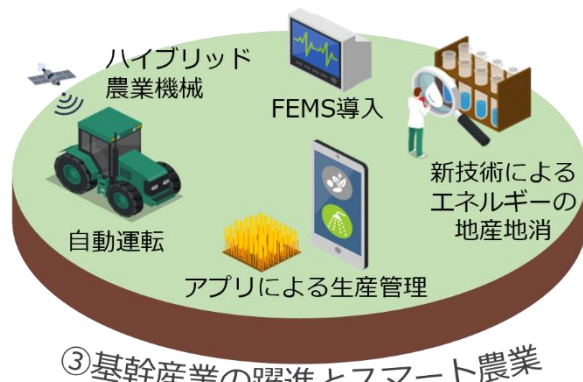 ハイブリッド
農業機械
FEMS導入
新技術による
エネルギーの
地産地消
自動運転
アプリによる生産管理
③基幹産業の躍進とスマート農業